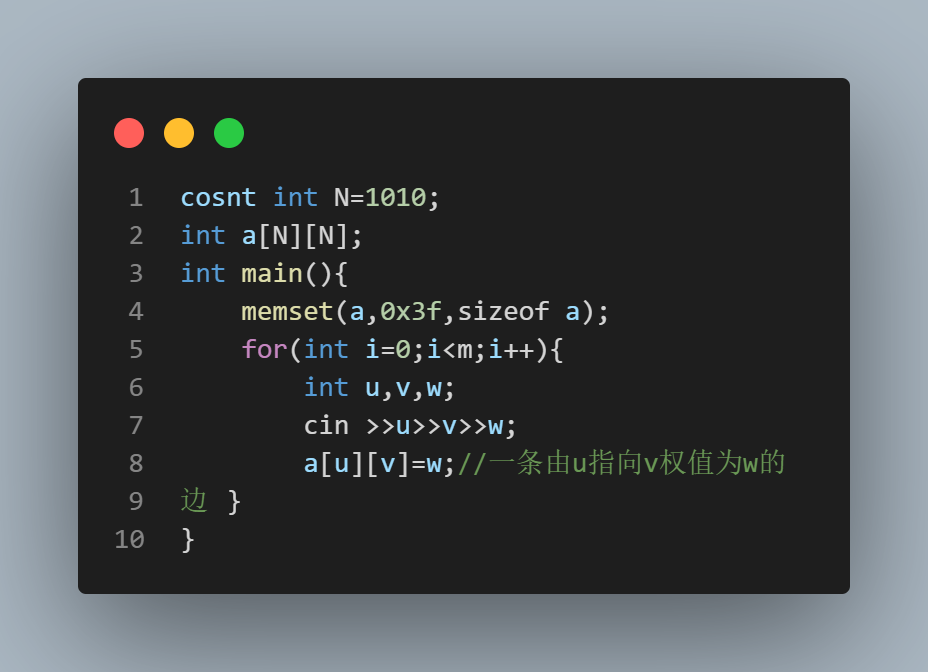 1 cosnt int N=1010;
2 int a[N][N];
3 int main(){
4     memset(a,0x3f,sizeof a);
5     for(int i=0;i<m;i++){
6         int u,v,w;
7         cin >>u>>v>>w;
8         a[u][v]=w;//一条由u指向v权值为w的
9 边 }
10 }